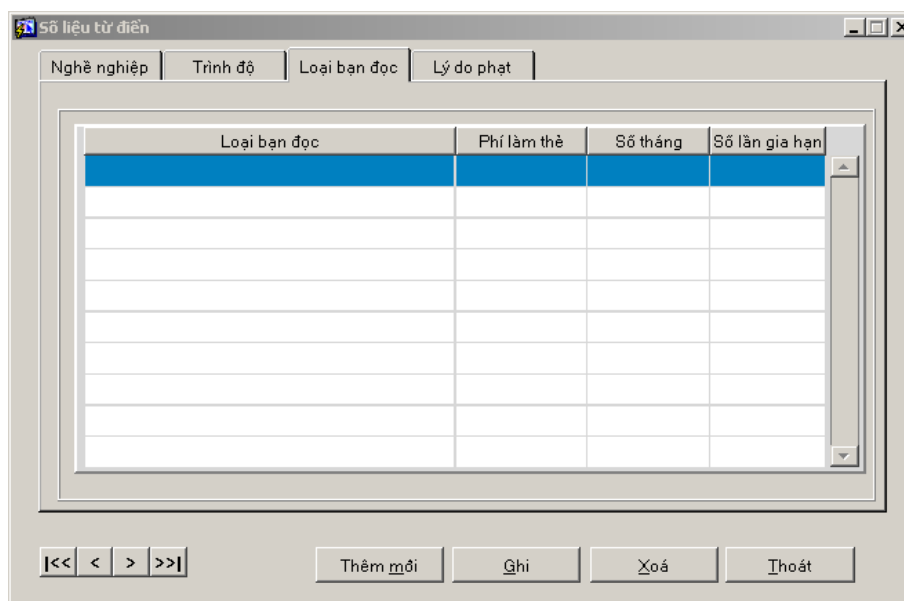 Số liệu từ điển
Nghề nghiệp Trình độ Loại bạn đọc Lý do phạt
Loại bạn đọc Phí làm thẻ Số tháng Số lần gia hạn
|<< < > >>| Thêm mới Ghi Xoá Thoát